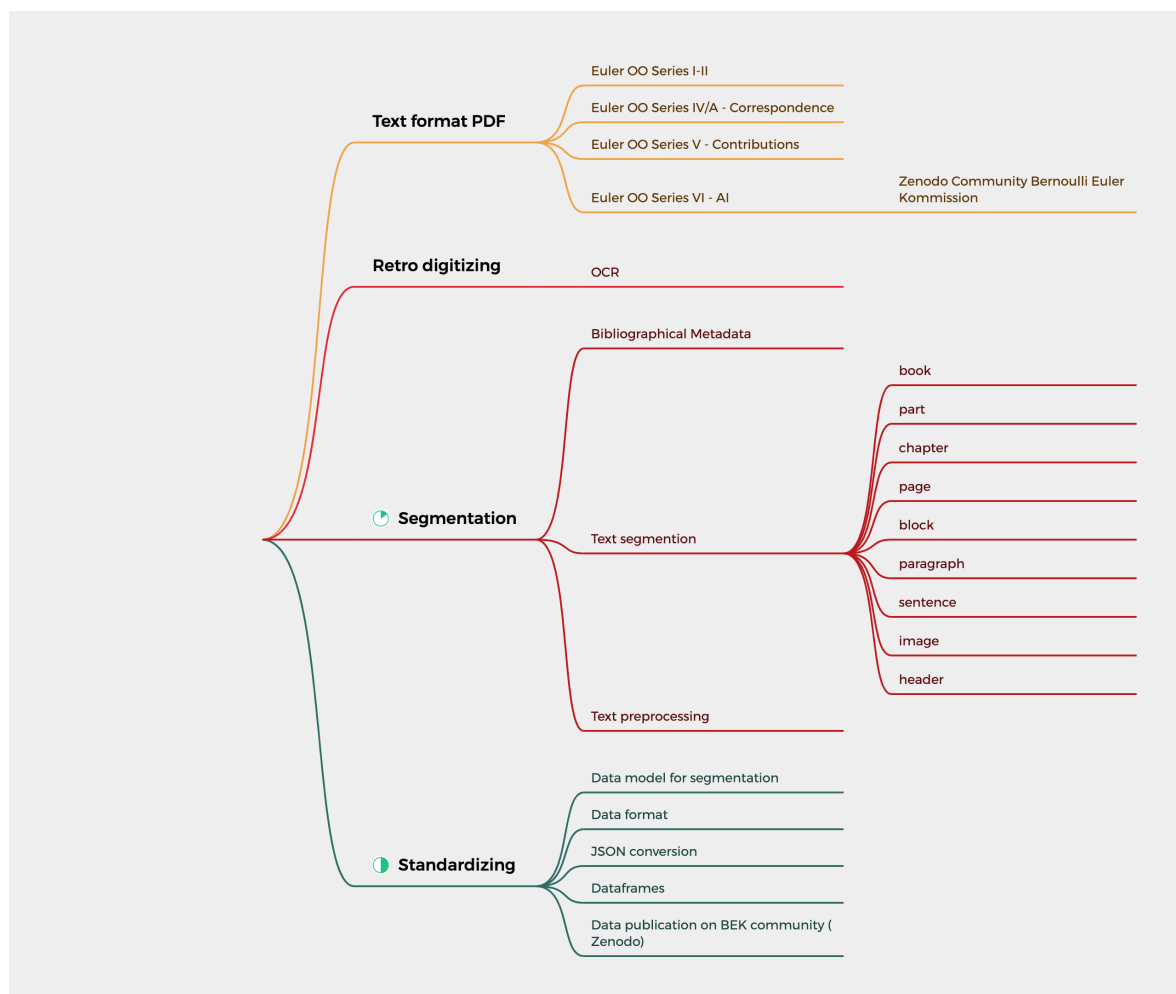 Text format PDF
Euler OO Series I-II
Euler OO Series IV/A - Correspondence
Euler OO Series V - Contributions
Euler OO Series VI - AI
Zenodo Community Bernoulli Euler
Kommission
Retro digitizing
OCR
Segmentation
Bibliographical Metadata
Text segmention
book
part
chapter
page
block
paragraph
sentence
image
header
Text preprocessing
Standardizing
Data model for segmentation
Data format
JSON conversion
Dataframes
Data publication on BEK community (
Zenodo)